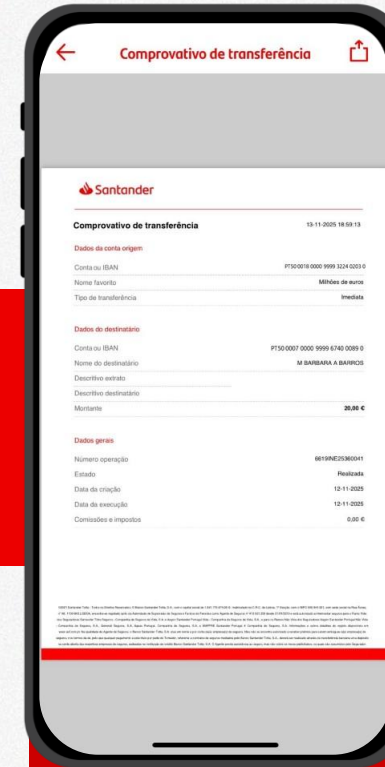 Comprovativo de transferência
Santander
Comprovativo de transferência 13-11-2025 18:59:13
Dados da conta origem
Conta ou IBAN PT50 0018 0000 9999 3224 0203 0
Nome favorito Milhões de euros
Tipo de transferência Imediata
Dados do destinatário
Conta ou IBAN PT50 0007 0000 9999 6740 0089 0
Nome do destinatário M BARBARA A BARROS
Descritivo extrato
Descritivo destinatário
Montante 20,00 €
Dados gerais
Número operação 6619INE25360041
Estado Realizada
Data da criação 12-11-2025
Data da execução 12-11-2025
Comissões e impostos 0,00 €